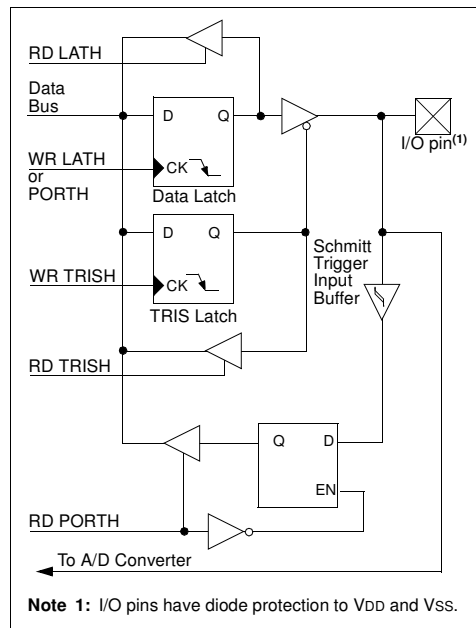 RD LATH
Data
Bus
D Q
I/O pin(1)
WR LATH
or
PORTH
CK
Data Latch
D Q
Schmitt
Trigger
Input
Buffer
WR TRISH
CK
TRIS Latch
RD TRISH
Q D
EN
RD PORTH
To A/D Converter
Note 1: I/O pins have diode protection to VDD and VSS.